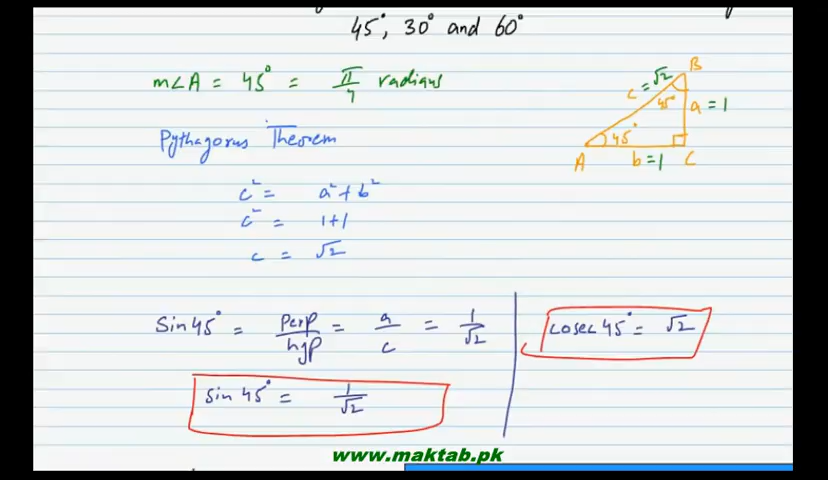 45°, 30° and 60°
m∠A = 45° = π/4 radians
B
c = √2
45°
a = 1
45°
A
b = 1
C
Pythagorus Theorem
c² = a² + b²
c² = 1+1
c = √2
Sin 45° = Perp/hyp = a/c = 1/√2
cosec 45° = √2
Sin 45° = 1/√2
www.maktab.pk